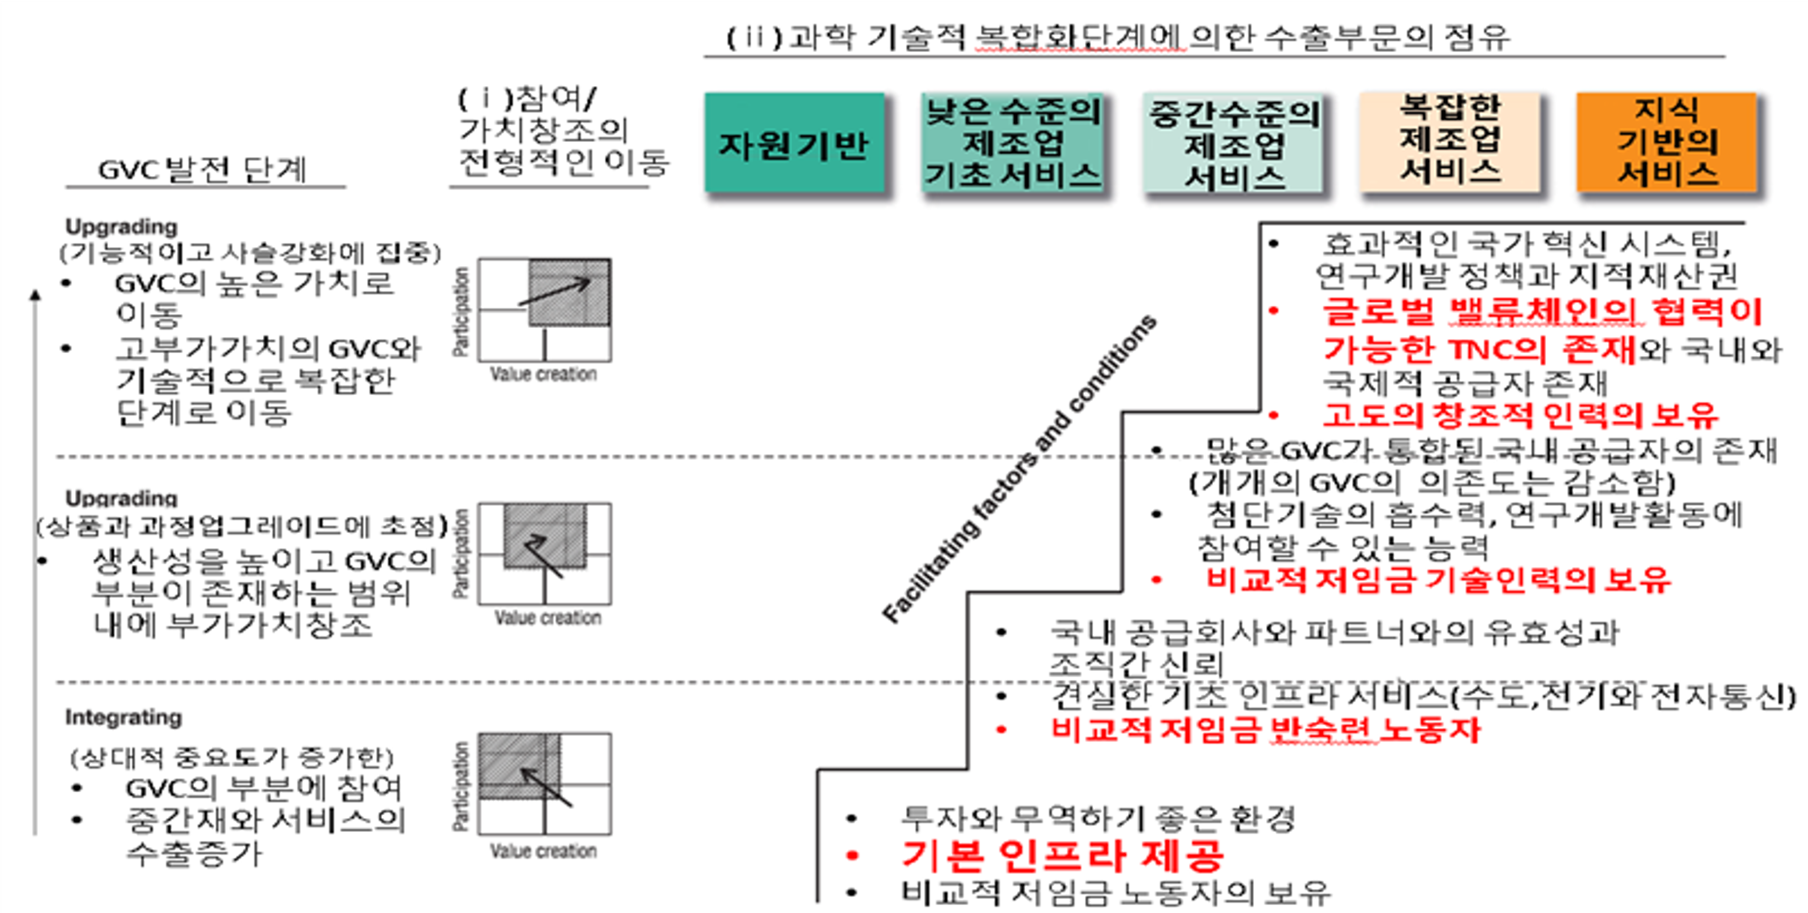 (ⅱ)과학 기술적 복합화단계에 의한 수출부문의 점유
(ⅰ)참여/
가치창조의
전형적인 이동
GVC 발전 단계
자원기반
낮은 수준의
제조업
기초 서비스
중간수준의
제조업
서비스
복잡한
제조업
서비스
지식
기반의
서비스
Upgrading
(기능적이고 사슬강화에 집중)
• GVC의 높은 가치로
이동
• 고부가가치의 GVC와
기술적으로 복잡한
단계로 이동
Participation
Value creation
Upgrading
(상품과 과정업그레이드에 초점)
• 생산성을 높이고 GVC의
부분이 존재하는 범위
내에 부가가치창조
Participation
Value creation
Integrating
(상대적 중요도가 증가한)
• GVC의 부분에 참여
• 중간재와 서비스의
수출증가
Participation
Value creation
Facilitating factors and conditions
• 효과적인 국가 혁신 시스템,
연구개발 정책과 지적재산권
• 글로벌 밸류체인의 협력이
가능한 TNC의 존재와 국내와
국제적 공급자 존재
• 고도의 창조적 인력의 보유
• 많은 GVC가 통합된 국내 공급자의 존재
(개개의 GVC의 의존도는 감소함)
• 첨단기술의 흡수력, 연구개발활동에
참여할 수 있는 능력
• 비교적 저임금 기술인력의 보유
• 국내 공급회사와 파트너와의 유효성과
조직간 신뢰
• 견실한 기초 인프라 서비스(수도,전기와 전자통신)
• 비교적 저임금 반숙련 노동자
• 투자와 무역하기 좋은 환경
• 기본 인프라 제공
• 비교적 저임금 노동자의 보유